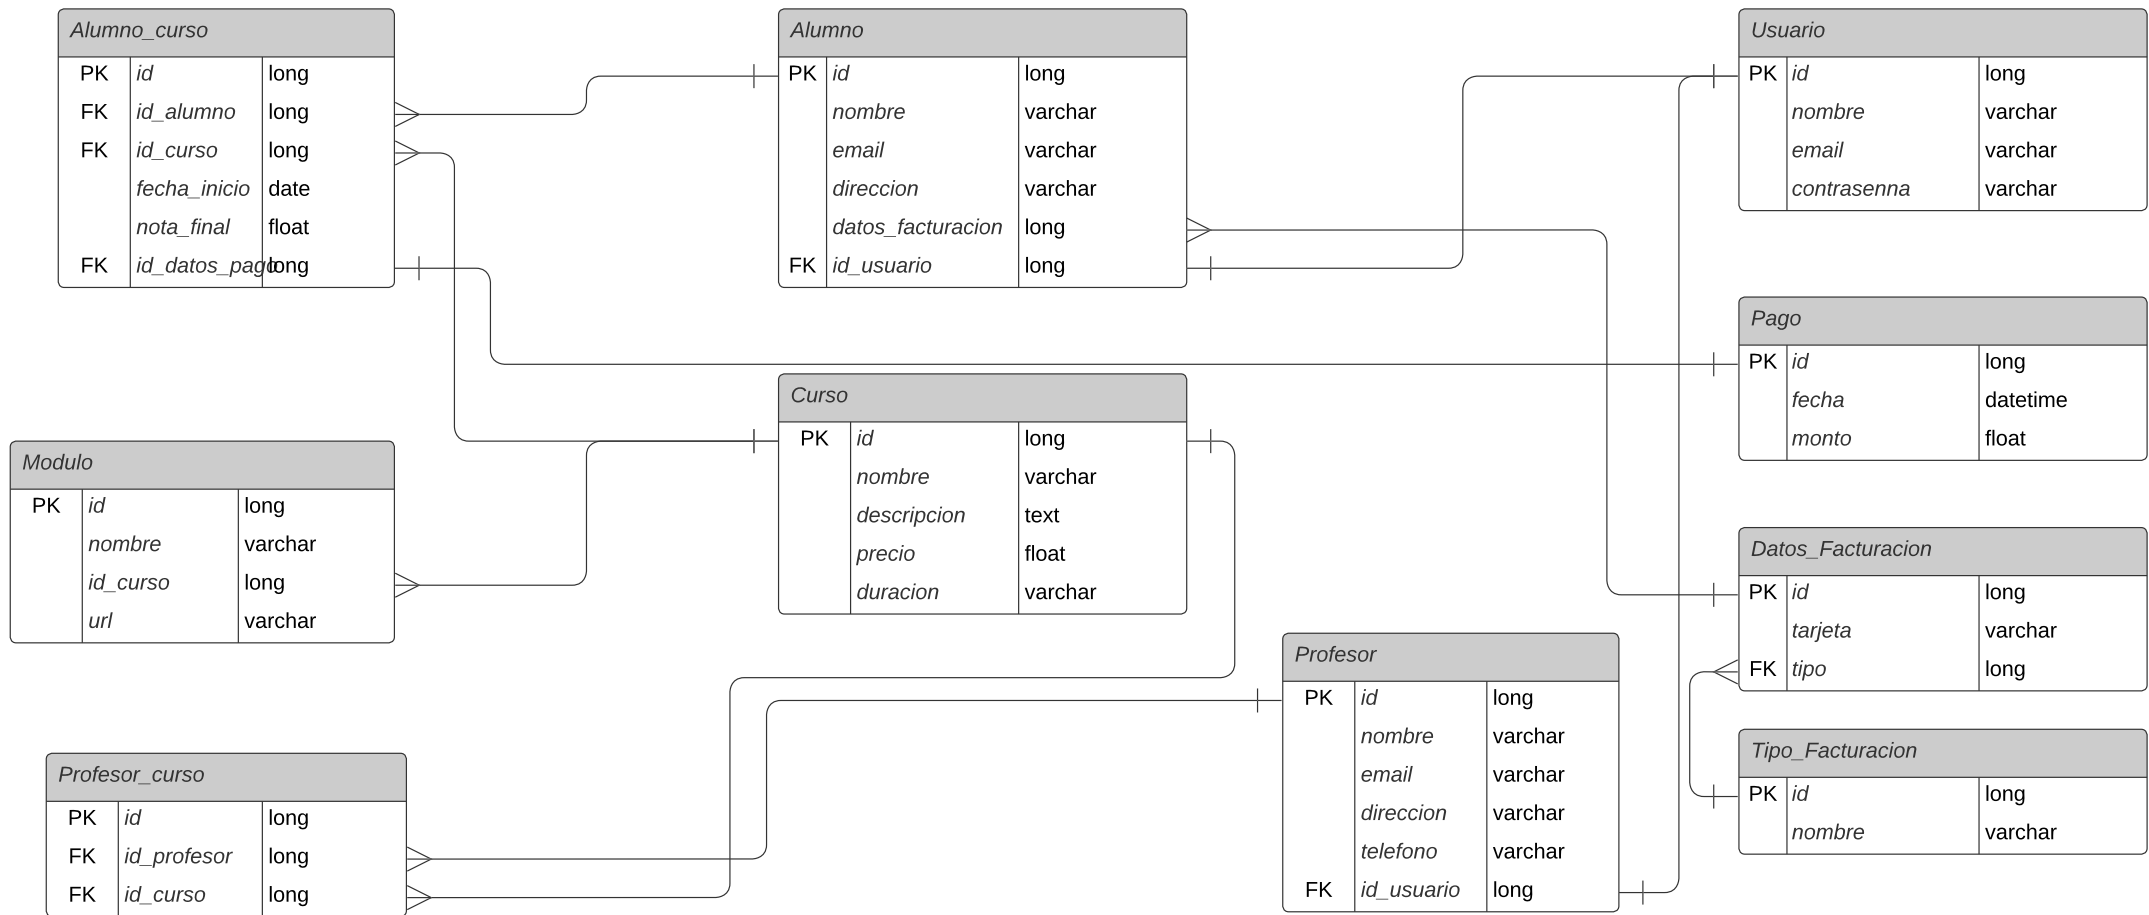 Alumno_curso
PK id long
FK id_alumno long
FK id_curso long
fecha_inicio date
nota_final float
FK id_datos_pago long
Alumno
PK id long
nombre varchar
email varchar
direccion varchar
datos_facturacion long
FK id_usuario long
Usuario
PK id long
nombre varchar
email varchar
contrasenna varchar
Pago
PK id long
fecha datetime
monto float
Curso
PK id long
nombre varchar
descripcion text
precio float
duracion varchar
Modulo
PK id long
nombre varchar
id_curso long
url varchar
Datos_Facturacion
PK id long
tarjeta varchar
FK tipo long
Profesor
PK id long
nombre varchar
email varchar
direccion varchar
telefono varchar
FK id_usuario long
Tipo_Facturacion
PK id long
nombre varchar
Profesor_curso
PK id long
FK id_profesor long
FK id_curso long